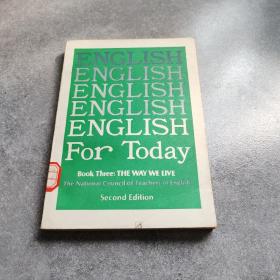 ENGLISH
ENGLISH
ENGLISH
ENGLISH
ENGLISH
For Today
Book Three: THE WAY WE LIVE
The National Council of Teachers of English
Second Edition